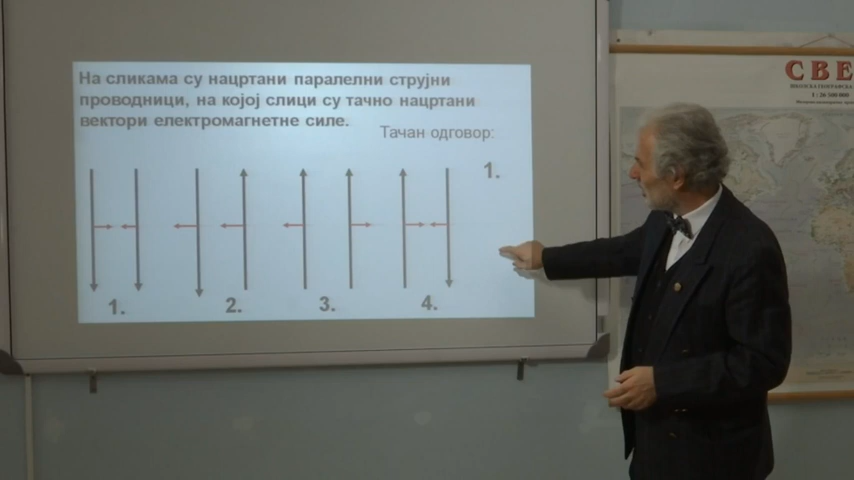 На сликама су нацртани паралелни струјни
проводници, на којој слици су тачно нацртани
вектори електромагнетне силе.
Тачан одговор:
1.
1.
2.
3.
4.
СВЕ